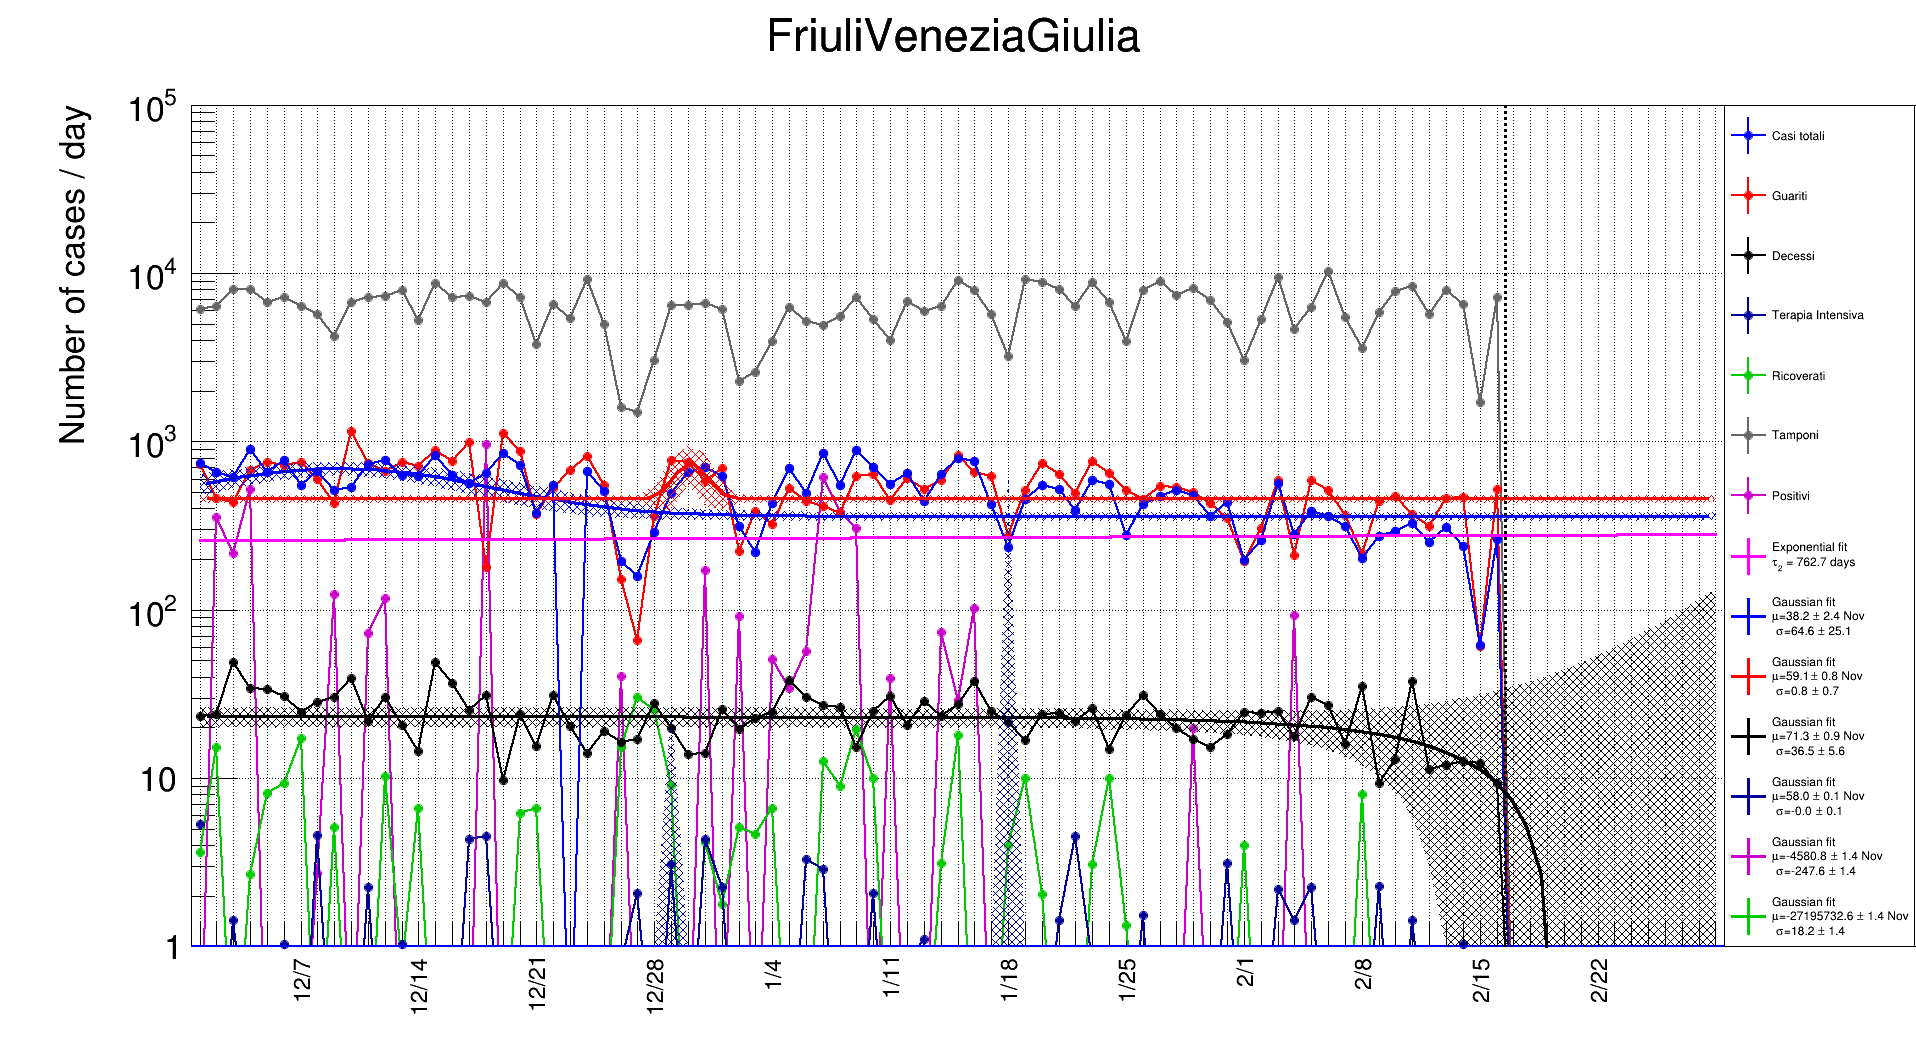 FriuliVeneziaGiulia
Number of cases / day
10^5
10^4
10^3
10^2
10
1
12/7
12/14
12/21
12/28
1/4
1/11
1/18
1/25
2/1
2/8
2/15
2/22
Casi totali
Guariti
Decessi
Terapia Intensiva
Ricoverati
Tamponi
Positivi
Exponential fit
τ_2 = 762.7 days
Gaussian fit
μ=38.2 ± 2.4 Nov
σ=64.6 ± 25.1
Gaussian fit
μ=59.1 ± 0.8 Nov
σ=0.8 ± 0.7
Gaussian fit
μ=71.3 ± 0.9 Nov
σ=36.5 ± 5.6
Gaussian fit
μ=58.0 ± 0.1 Nov
σ=-0.0 ± 0.1
Gaussian fit
μ=-4580.8 ± 1.4 Nov
σ=-247.6 ± 1.4
Gaussian fit
μ=-27195732.6 ± 1.4 Nov
σ=18.2 ± 1.4